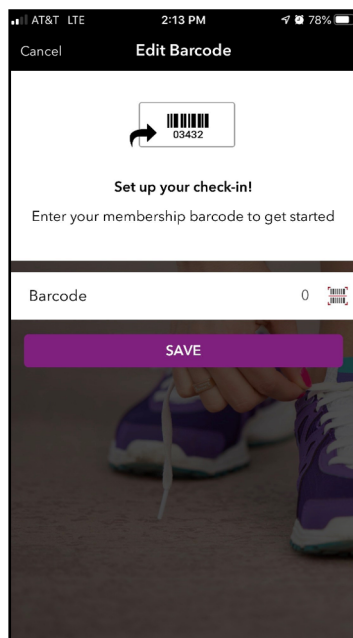 AT&T LTE 2:13 PM 78%
Cancel Edit Barcode
03432
Set up your check-in!
Enter your membership barcode to get started
Barcode 0
SAVE